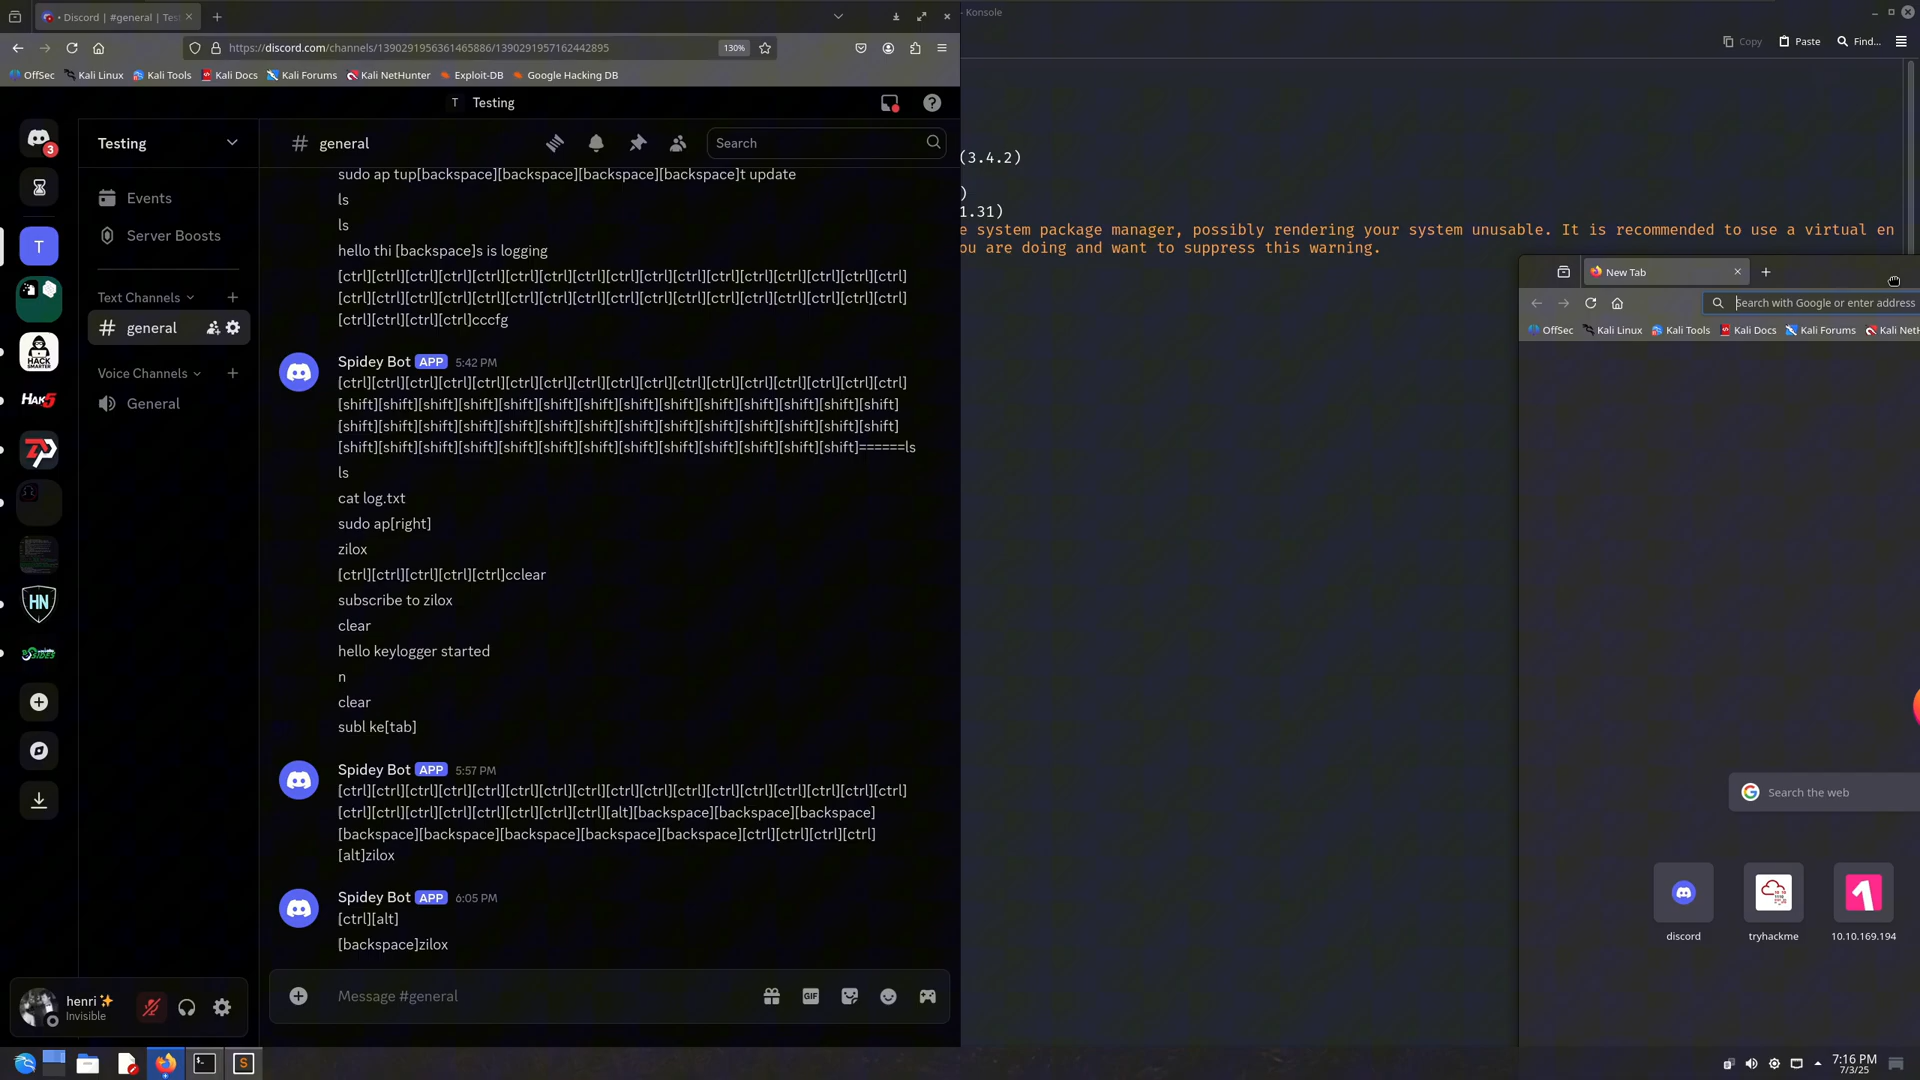 • Discord | #general | Tes
https://discord.com/channels/1390291956361465886/1390291957162442895
130%
OffSec Kali Linux Kali Tools Kali Docs Kali Forums Kali NetHunter Exploit-DB Google Hacking DB
T Testing
3
Testing
# general
Search
Events
Server Boosts
T
Text Channels
# general
HACK SMARTER
Voice Channels
General
HAK5
HN
BSIDES
sudo ap tup[backspace][backspace][backspace][backspace]t update
ls
ls
hello thi [backspace]s is logging
[ctrl][ctrl][ctrl][ctrl][ctrl][ctrl][ctrl][ctrl][ctrl][ctrl][ctrl][ctrl][ctrl][ctrl][ctrl][ctrl][ctrl]
[ctrl][ctrl][ctrl][ctrl][ctrl][ctrl][ctrl][ctrl][ctrl][ctrl][ctrl][ctrl][ctrl][ctrl][ctrl][ctrl][ctrl]
[ctrl][ctrl][ctrl][ctrl]cccfg
Spidey Bot APP 5:42 PM
[ctrl][ctrl][ctrl][ctrl][ctrl][ctrl][ctrl][ctrl][ctrl][ctrl][ctrl][ctrl][ctrl][ctrl][ctrl][ctrl][ctrl]
[shift][shift][shift][shift][shift][shift][shift][shift][shift][shift][shift][shift][shift][shift]
[shift][shift][shift][shift][shift][shift][shift][shift][shift][shift][shift][shift][shift][shift]
[shift][shift][shift][shift][shift][shift][shift][shift][shift][shift][shift][shift][shift]======ls
ls
cat log.txt
sudo ap[right]
zilox
[ctrl][ctrl][ctrl][ctrl][ctrl]cclear
subscribe to zilox
clear
hello keylogger started
n
clear
subl ke[tab]
Spidey Bot APP 5:57 PM
[ctrl][ctrl][ctrl][ctrl][ctrl][ctrl][ctrl][ctrl][ctrl][ctrl][ctrl][ctrl][ctrl][ctrl][ctrl][ctrl][ctrl]
[ctrl][ctrl][ctrl][ctrl][ctrl][ctrl][ctrl][ctrl][alt][backspace][backspace][backspace]
[backspace][backspace][backspace][backspace][backspace][ctrl][ctrl][ctrl][ctrl]
[alt]zilox
Spidey Bot APP 6:05 PM
[ctrl][alt]
[backspace]zilox
Message #general
GIF
henri
Invisible
- Konsole
Copy Paste Find...
(3.4.2)
)
1.31)
e system package manager, possibly rendering your system unusable. It is recommended to use a virtual en
ou are doing and want to suppress this warning.
New Tab
Search with Google or enter address
OffSec Kali Linux Kali Tools Kali Docs Kali Forums Kali NetH
Search the web
discord tryhackme 10.10.169.194
7:16 PM
7/3/25